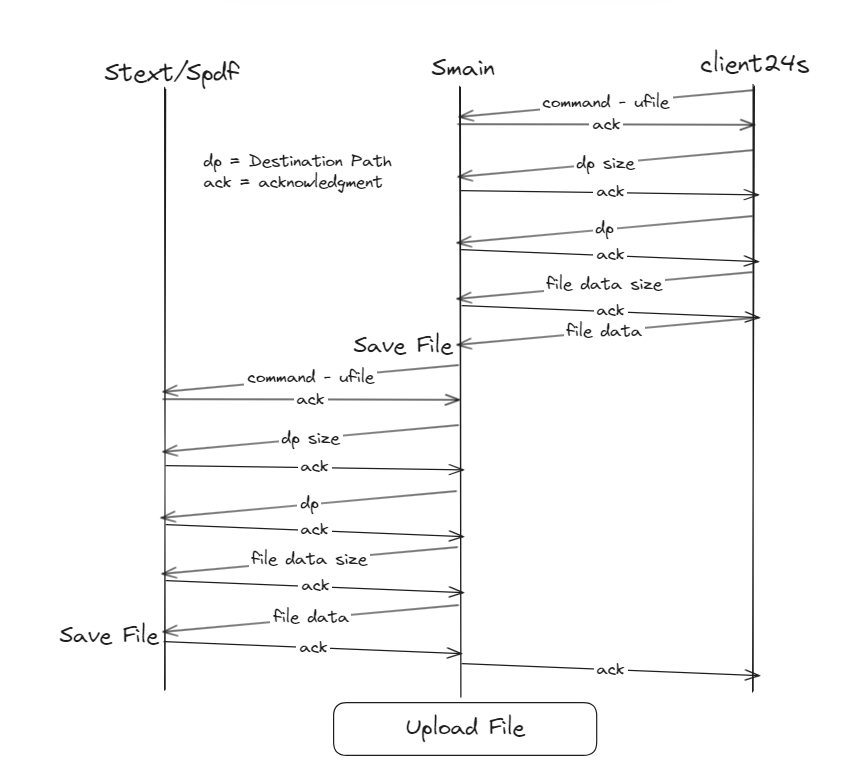 Stext/Spdf
Smain
client24s
command - ufile
ack
dp = Destination Path
ack = acknowledgment
dp size
ack
dp
ack
file data size
ack
file data
Save File
command - ufile
ack
dp size
ack
dp
ack
file data size
ack
file data
Save File
ack
ack
Upload File